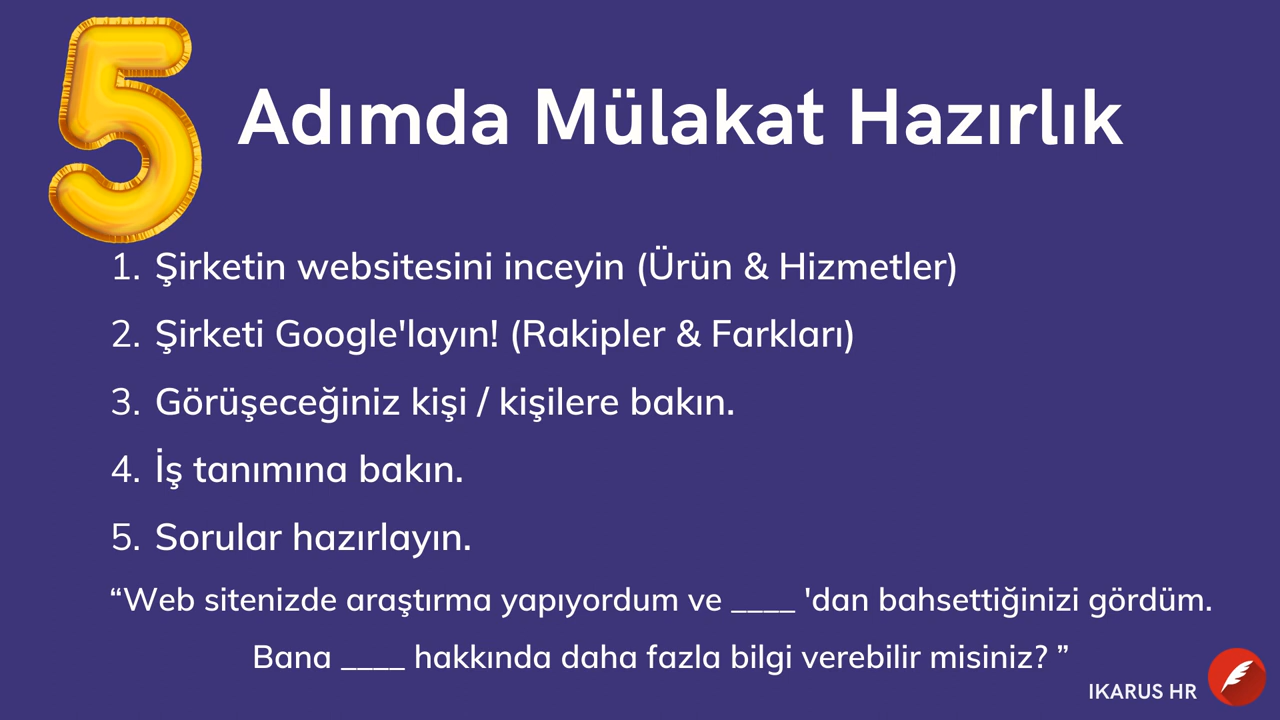 5 Adımda Mülakat Hazırlık
1. Şirketin websitesini inceyin (Ürün & Hizmetler)
2. Şirketi Google'layın! (Rakipler & Farkları)
3. Görüşeceğiniz kişi / kişilere bakın.
4. İş tanımına bakın.
5. Sorular hazırlayın.
“Web sitenizde araştırma yapıyordum ve ____ 'dan bahsettiğinizi gördüm.
Bana ____ hakkında daha fazla bilgi verebilir misiniz? ”
IKARUS HR